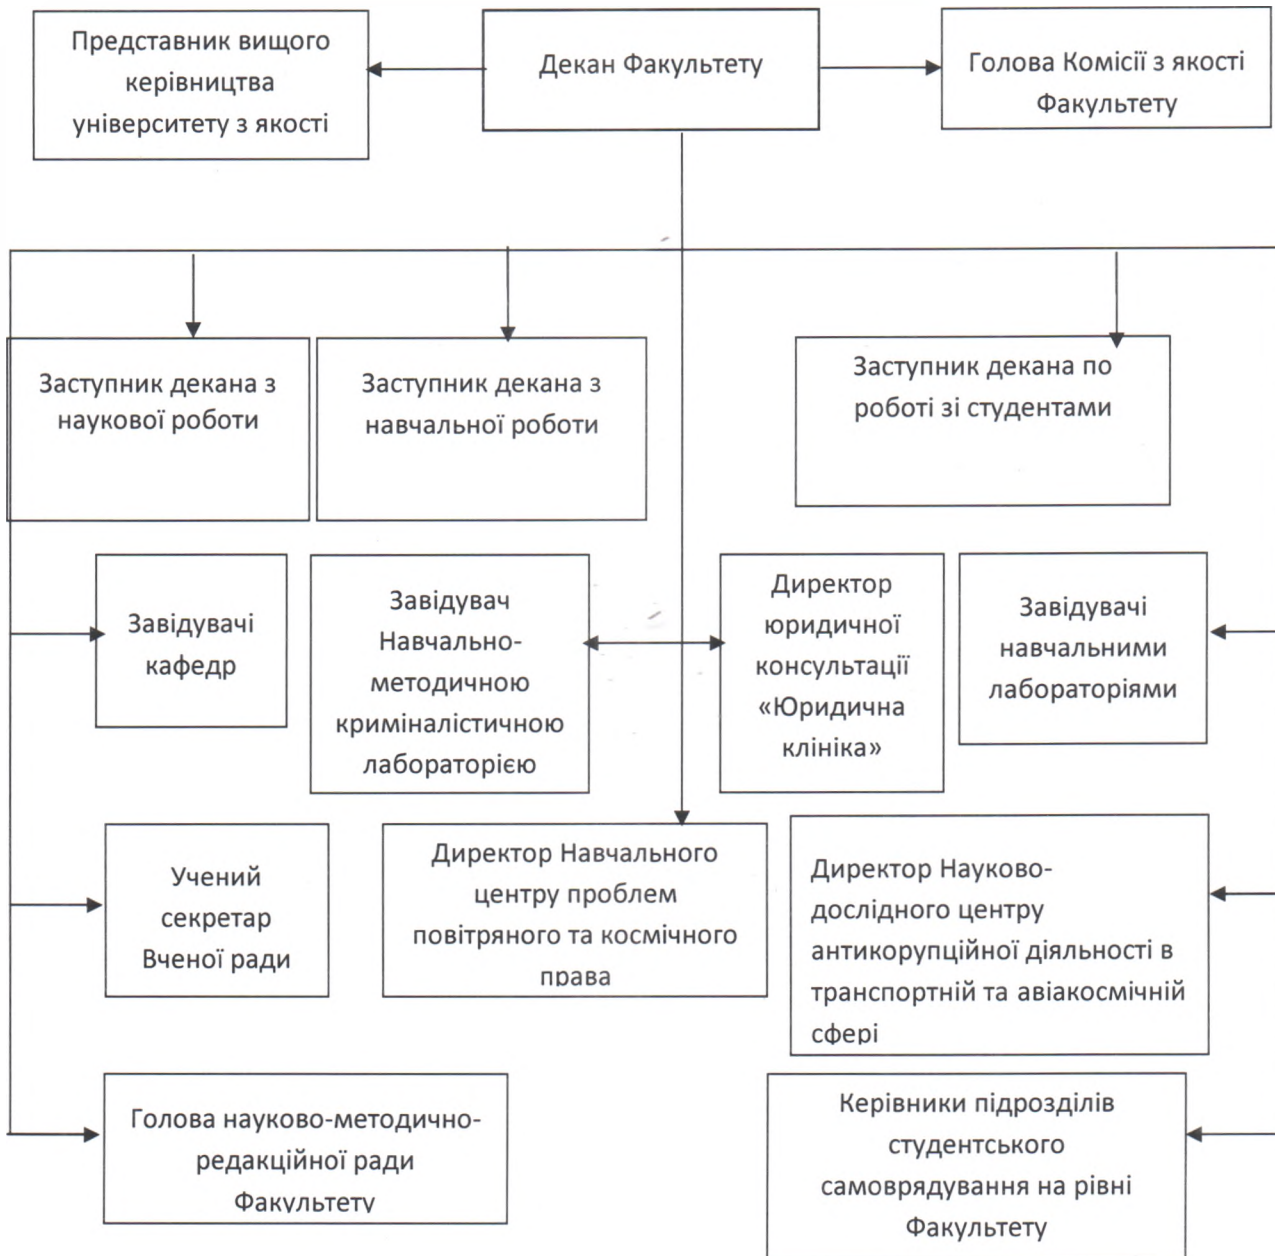 Представник вищого
керівництва
університету з якості
Декан Факультету
Голова Комісії з якості
Факультету
Заступник декана з
наукової роботи
Заступник декана з
навчальної роботи
Заступник декана по
роботі зі студентами
Завідувачі
кафедр
Завідувач
Навчально-
методичною
криміналістичною
лабораторією
Директор
юридичної
консультації
«Юридична
клініка»
Завідувачі
навчальними
лабораторіями
Учений
секретар
Вченої ради
Директор Навчального
центру проблем
повітряного та космічного
права
Директор Науково-
дослідного центру
антикорупційної діяльності в
транспортній та авіакосмічній
сфері
Голова науково-методично-
редакційної ради
Факультету
Керівники підрозділів
студентського
самоврядування на рівні
Факультету